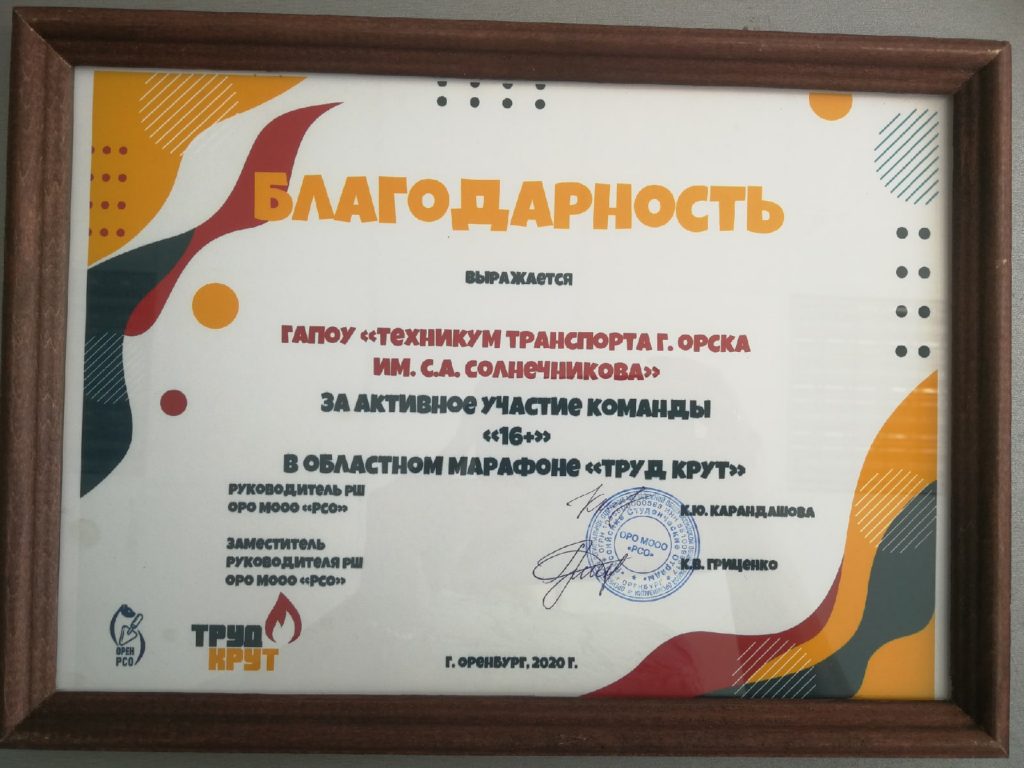 БЛАГОДАРНОСТЬ
ВЫРАЖАЕТСЯ
ГАПОУ «ТЕХНИКУМ ТРАНСПОРТА Г. ОРСКА
ИМ. С.А. СОЛНЕЧНИКОВА»
ЗА АКТИВНОЕ УЧАСТИЕ КОМАНДЫ
«16+»
В ОБЛАСТНОМ МАРАФОНЕ «ТРУД КРУТ»
РУКОВОДИТЕЛЬ РШ
ОРО МООО «РСО»
К.Ю. КАРАНДАШОВА
ЗАМЕСТИТЕЛЬ
РУКОВОДИТЕЛЯ РШ
ОРО МООО «РСО»
К.В. ГРИЩЕНКО
ОРО МООО
«РСО»
ОРЕН
РСО
ТРУД
КРУТ
Г. ОРЕНБУРГ, 2020 Г.